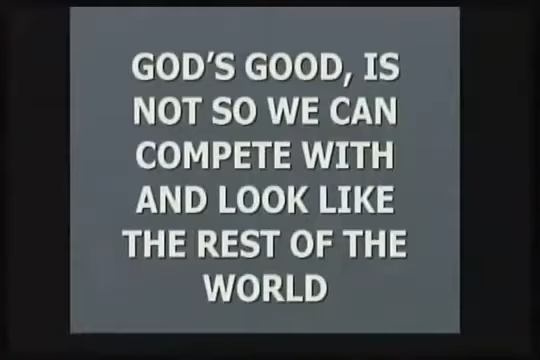 GOD'S GOOD, IS
NOT SO WE CAN
COMPETE WITH
AND LOOK LIKE
THE REST OF THE
WORLD